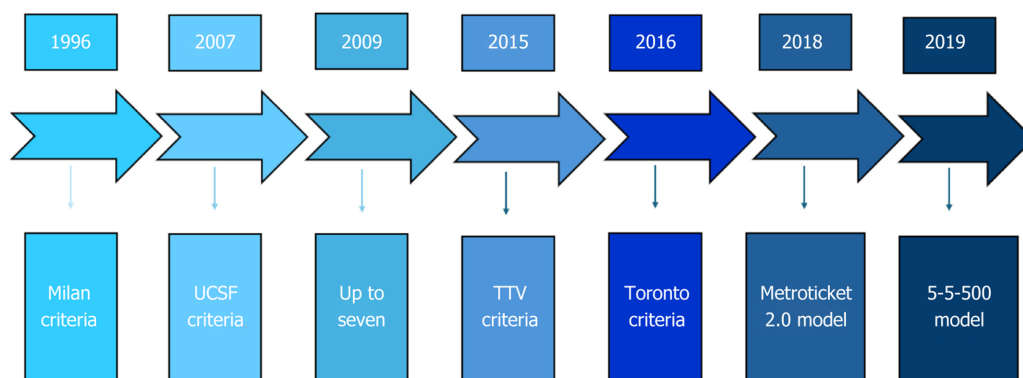 1996
2007
2009
2015
2016
2018
2019
Milan
criteria
UCSF
criteria
Up to
seven
TTV
criteria
Toronto
criteria
Metroticket
2.0 model
5-5-500
model